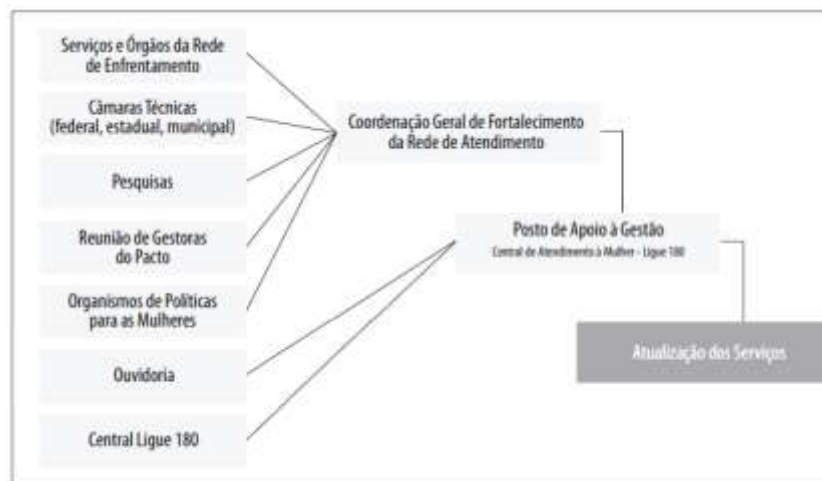 Serviços e Órgãos da Rede
de Enfrentamento
Câmaras Técnicas
(federal, estadual, municipal)
Pesquisas
Reunião de Gestoras
do Pacto
Organismos de Políticas
para as Mulheres
Ouvidoria
Central Ligue 180
Coordenação Geral de Fortalecimento
da Rede de Atendimento
Posto de Apoio à Gestão
Central de Atendimento à Mulher - Ligue 180
Atualização dos Serviços